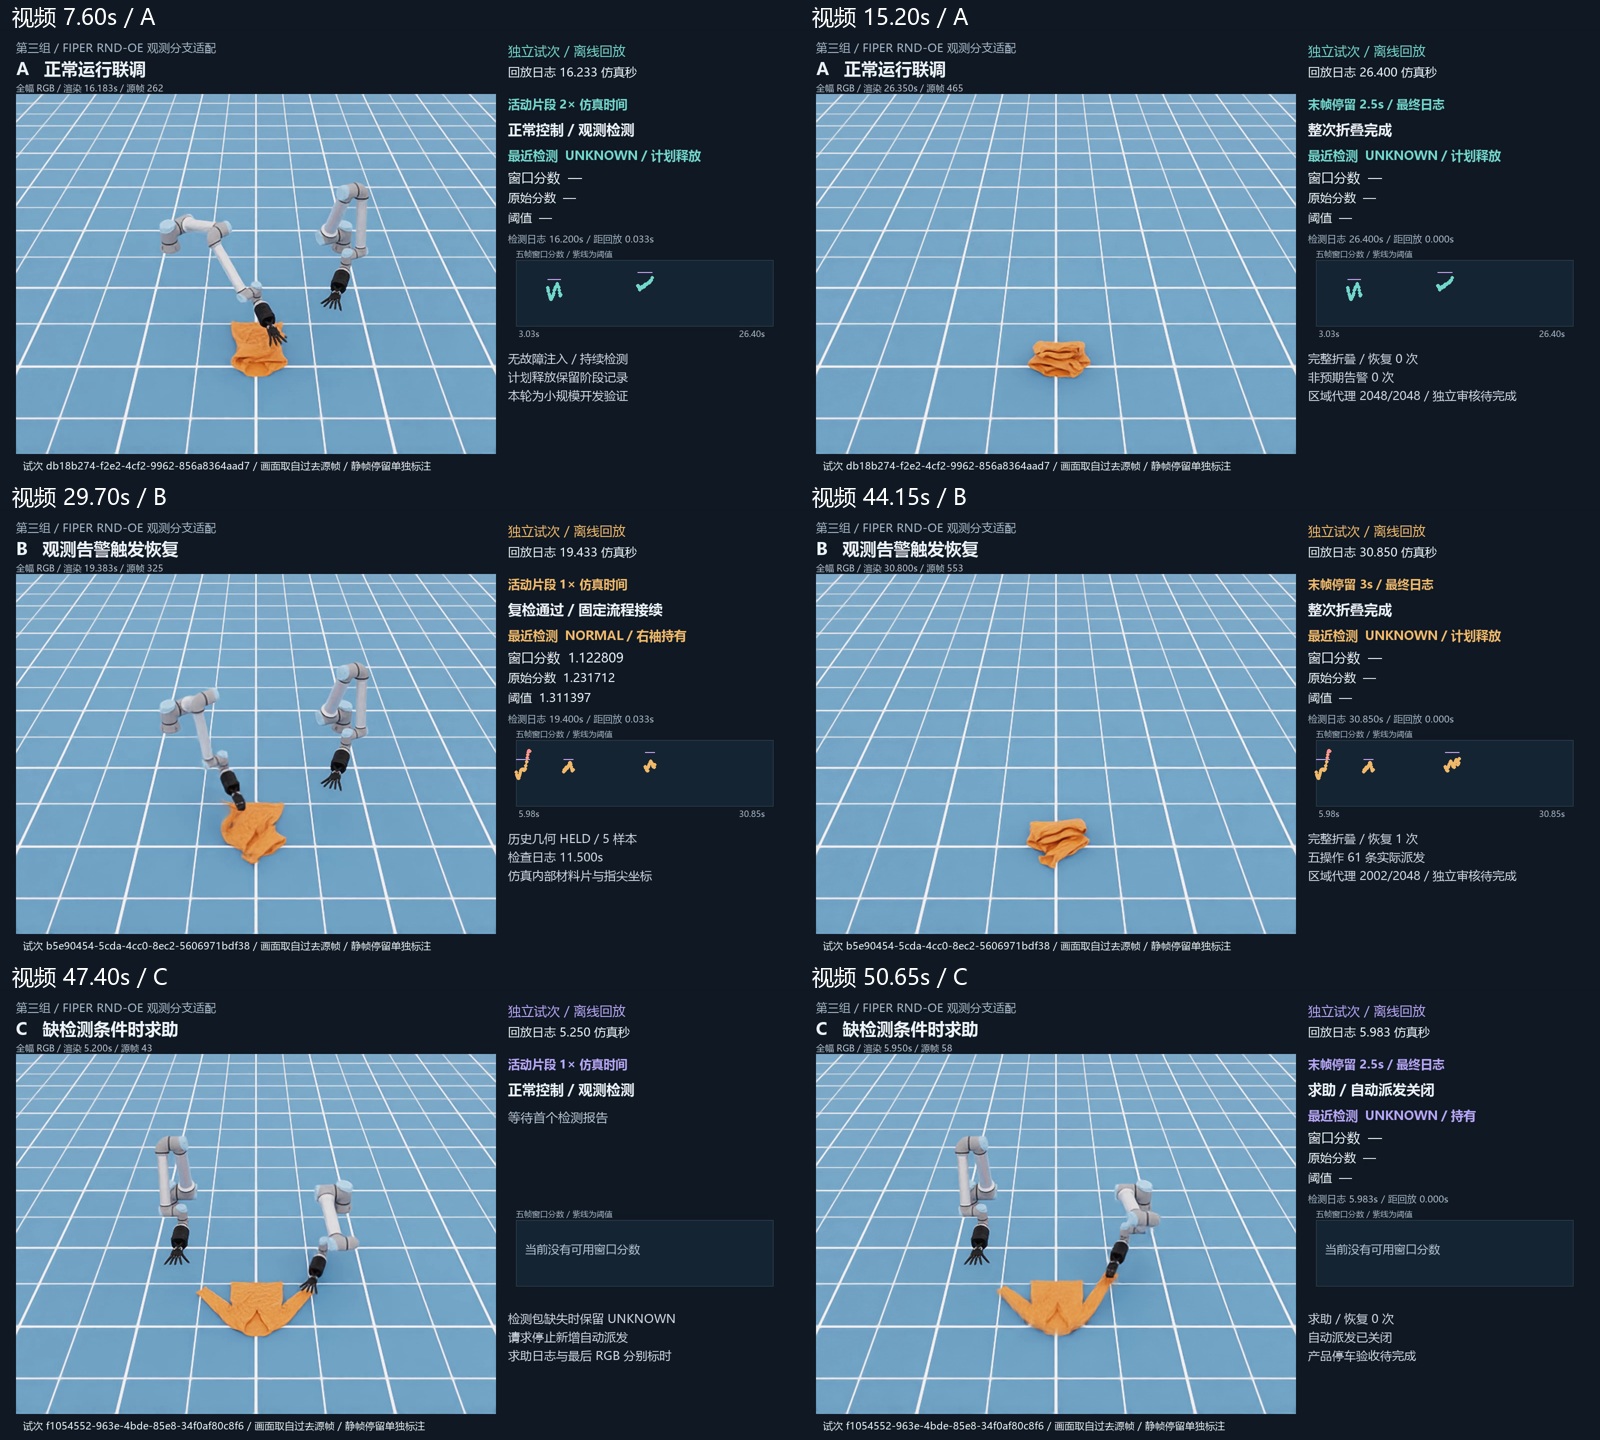 视频 7.60s / A
第三组 / FIPER RND-OE 观测分支适配
A 正常运行联调
全幅 RGB / 渲染 16.183s / 源帧 262
独立试次 / 离线回放
回放日志 16.233 仿真秒
活动片段 2× 仿真时间
正常控制 / 观测检测
最近检测 UNKNOWN / 计划释放
窗口分数 —
原始分数 —
阈值 —
检测日志 16.200s / 距回放 0.033s
五帧窗口分数 / 紫线为阈值
3.03s
26.40s
无故障注入 / 持续检测
计划释放保留阶段记录
本轮为小规模开发验证
试次 db18b274-f2e2-4cf2-9962-856a8364aad7 / 画面取自过去源帧 / 静帧停留单独标注
视频 15.20s / A
第三组 / FIPER RND-OE 观测分支适配
A 正常运行联调
全幅 RGB / 渲染 26.350s / 源帧 465
独立试次 / 离线回放
回放日志 26.400 仿真秒
末帧停留 2.5s / 最终日志
整次折叠完成
最近检测 UNKNOWN / 计划释放
窗口分数 —
原始分数 —
阈值 —
检测日志 26.400s / 距回放 0.000s
五帧窗口分数 / 紫线为阈值
3.03s
26.40s
完整折叠 / 恢复 0 次
非预期告警 0 次
区域代理 2048/2048 / 独立审核待完成
试次 db18b274-f2e2-4cf2-9962-856a8364aad7 / 画面取自过去源帧 / 静帧停留单独标注
视频 29.70s / B
第三组 / FIPER RND-OE 观测分支适配
B 观测告警触发恢复
全幅 RGB / 渲染 19.383s / 源帧 325
独立试次 / 离线回放
回放日志 19.433 仿真秒
活动片段 1× 仿真时间
复检通过 / 固定流程接续
最近检测 NORMAL / 右袖持有
窗口分数 1.122809
原始分数 1.231712
阈值 1.311397
检测日志 19.400s / 距回放 0.033s
五帧窗口分数 / 紫线为阈值
5.98s
30.85s
历史几何 HELD / 5 样本
检查日志 11.500s
仿真内部材料片与指尖坐标
试次 b5e90454-5cda-4cc0-8ec2-5606971bdf38 / 画面取自过去源帧 / 静帧停留单独标注
视频 44.15s / B
第三组 / FIPER RND-OE 观测分支适配
B 观测告警触发恢复
全幅 RGB / 渲染 30.800s / 源帧 553
独立试次 / 离线回放
回放日志 30.850 仿真秒
末帧停留 3s / 最终日志
整次折叠完成
最近检测 UNKNOWN / 计划释放
窗口分数 —
原始分数 —
阈值 —
检测日志 30.850s / 距回放 0.000s
五帧窗口分数 / 紫线为阈值
5.98s
30.85s
完整折叠 / 恢复 1 次
五操作 61 条实际派发
区域代理 2002/2048 / 独立审核待完成
试次 b5e90454-5cda-4cc0-8ec2-5606971bdf38 / 画面取自过去源帧 / 静帧停留单独标注
视频 47.40s / C
第三组 / FIPER RND-OE 观测分支适配
C 缺检测条件时求助
全幅 RGB / 渲染 5.200s / 源帧 43
独立试次 / 离线回放
回放日志 5.250 仿真秒
活动片段 1× 仿真时间
正常控制 / 观测检测
等待首个检测报告
五帧窗口分数 / 紫线为阈值
当前没有可用窗口分数
检测包缺失时保留 UNKNOWN
请求停止新增自动派发
求助日志与最后 RGB 分别标时
试次 f1054552-963e-4bde-85e8-34f0af80c8f6 / 画面取自过去源帧 / 静帧停留单独标注
视频 50.65s / C
第三组 / FIPER RND-OE 观测分支适配
C 缺检测条件时求助
全幅 RGB / 渲染 5.950s / 源帧 58
独立试次 / 离线回放
回放日志 5.983 仿真秒
末帧停留 2.5s / 最终日志
求助 / 自动派发关闭
最近检测 UNKNOWN / 持有
窗口分数 —
原始分数 —
阈值 —
检测日志 5.983s / 距回放 0.000s
五帧窗口分数 / 紫线为阈值
当前没有可用窗口分数
求助 / 恢复 0 次
自动派发已关闭
产品停车验收待完成
试次 f1054552-963e-4bde-85e8-34f0af80c8f6 / 画面取自过去源帧 / 静帧停留单独标注